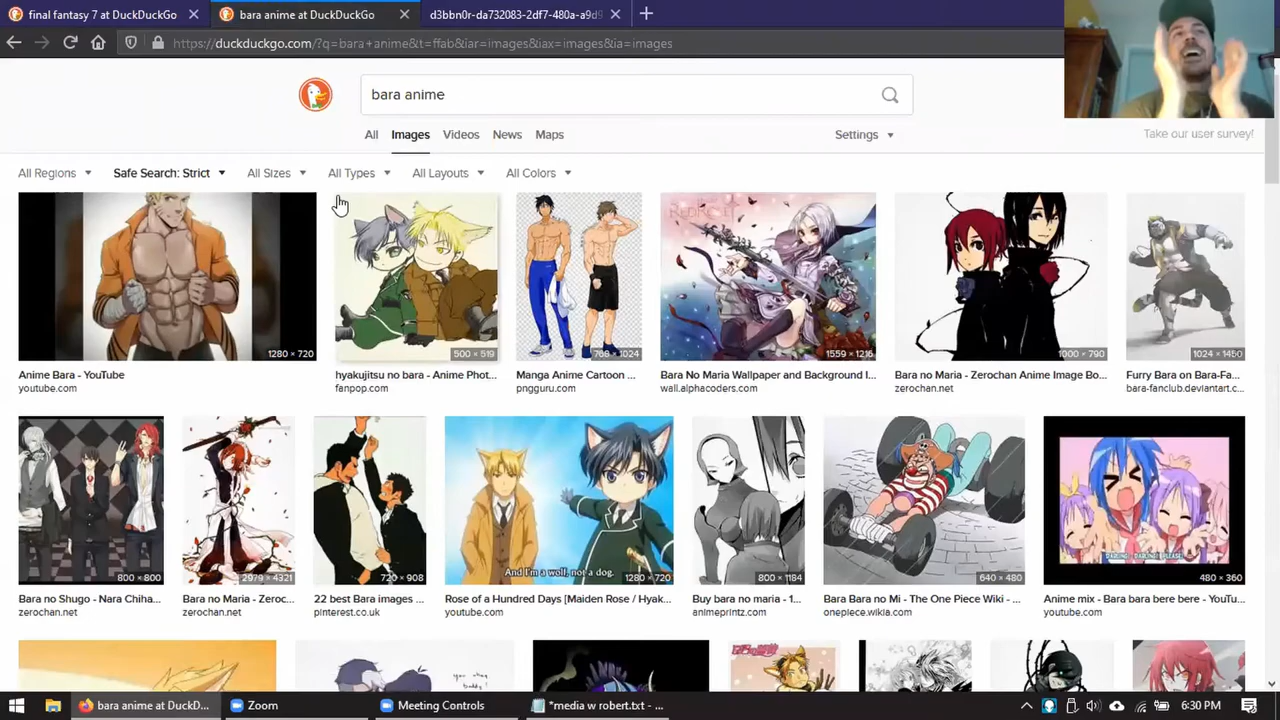 final fantasy 7 at DuckDuckGo
bara anime at DuckDuckGo
d3bbn0r-da732083-2df7-480a-a9d9
https://duckduckgo.com/?q=bara+anime&t=ffab&iar=images&iax=images&ia=images
bara anime
All Images Videos News Maps
Settings
Take our user survey!
All Regions Safe Search: Strict All Sizes All Types All Layouts All Colors
1280 × 720
500 × 519
768 × 1024
1559 × 1216
1000 × 790
1024 × 1450
Anime Bara - YouTube
youtube.com
hyakujitsu no bara - Anime Phot...
fanpop.com
Manga Anime Cartoon ...
pngguru.com
Bara No Maria Wallpaper and Background I...
wall.alphacoders.com
Bara no Maria - Zerochan Anime Image Bo...
zerochan.net
Furry Bara on Bara-Fa...
bara-fanclub.deviantart.c...
800 × 800
2979 × 4321
720 × 908
And I'm a wolf, not a dog.
1280 × 720
800 × 1184
640 × 480
DARLING! DARLING! PLEASE!
480 × 360
Bara no Shugo - Nara Chiha...
zerochan.net
Bara no Maria - Zeroc...
zerochan.net
22 best Bara images ...
pinterest.co.uk
Rose of a Hundred Days [Maiden Rose / Hyak...
youtube.com
Buy bara no maria - 1...
animeprintz.com
Bara Bara no Mi - The One Piece Wiki - ...
onepiece.wikia.com
Anime mix - Bara bara bere bere - YouTu...
youtube.com
bara anime at DuckD...
Zoom
Meeting Controls
*media w robert.txt - ...
6:30 PM